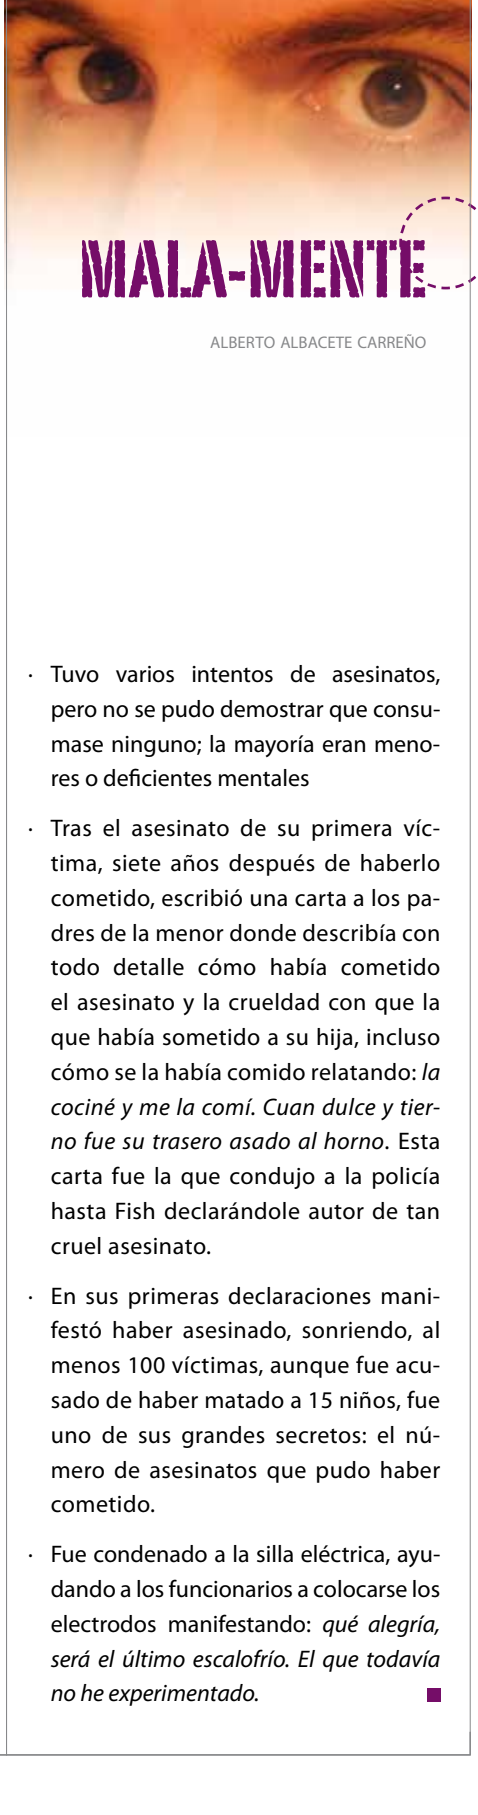 MALA-MENTE
ALBERTO ALBACETE CARREÑO
· Tuvo varios intentos de asesinatos,
pero no se pudo demostrar que consu-
mase ninguno; la mayoría eran meno-
res o deficientes mentales
· Tras el asesinato de su primera víc-
tima, siete años después de haberlo
cometido, escribió una carta a los pa-
dres de la menor donde describía con
todo detalle cómo había cometido
el asesinato y la crueldad con que la
que había sometido a su hija, incluso
cómo se la había comido relatando: la
cociné y me la comí. Cuan dulce y tier-
no fue su trasero asado al horno. Esta
carta fue la que condujo a la policía
hasta Fish declarándole autor de tan
cruel asesinato.
· En sus primeras declaraciones mani-
festó haber asesinado, sonriendo, al
menos 100 víctimas, aunque fue acu-
sado de haber matado a 15 niños, fue
uno de sus grandes secretos: el nú-
mero de asesinatos que pudo haber
cometido.
· Fue condenado a la silla eléctrica, ayu-
dando a los funcionarios a colocarse los
electrodos manifestando: qué alegría,
será el último escalofrío. El que todavía
no he experimentado.